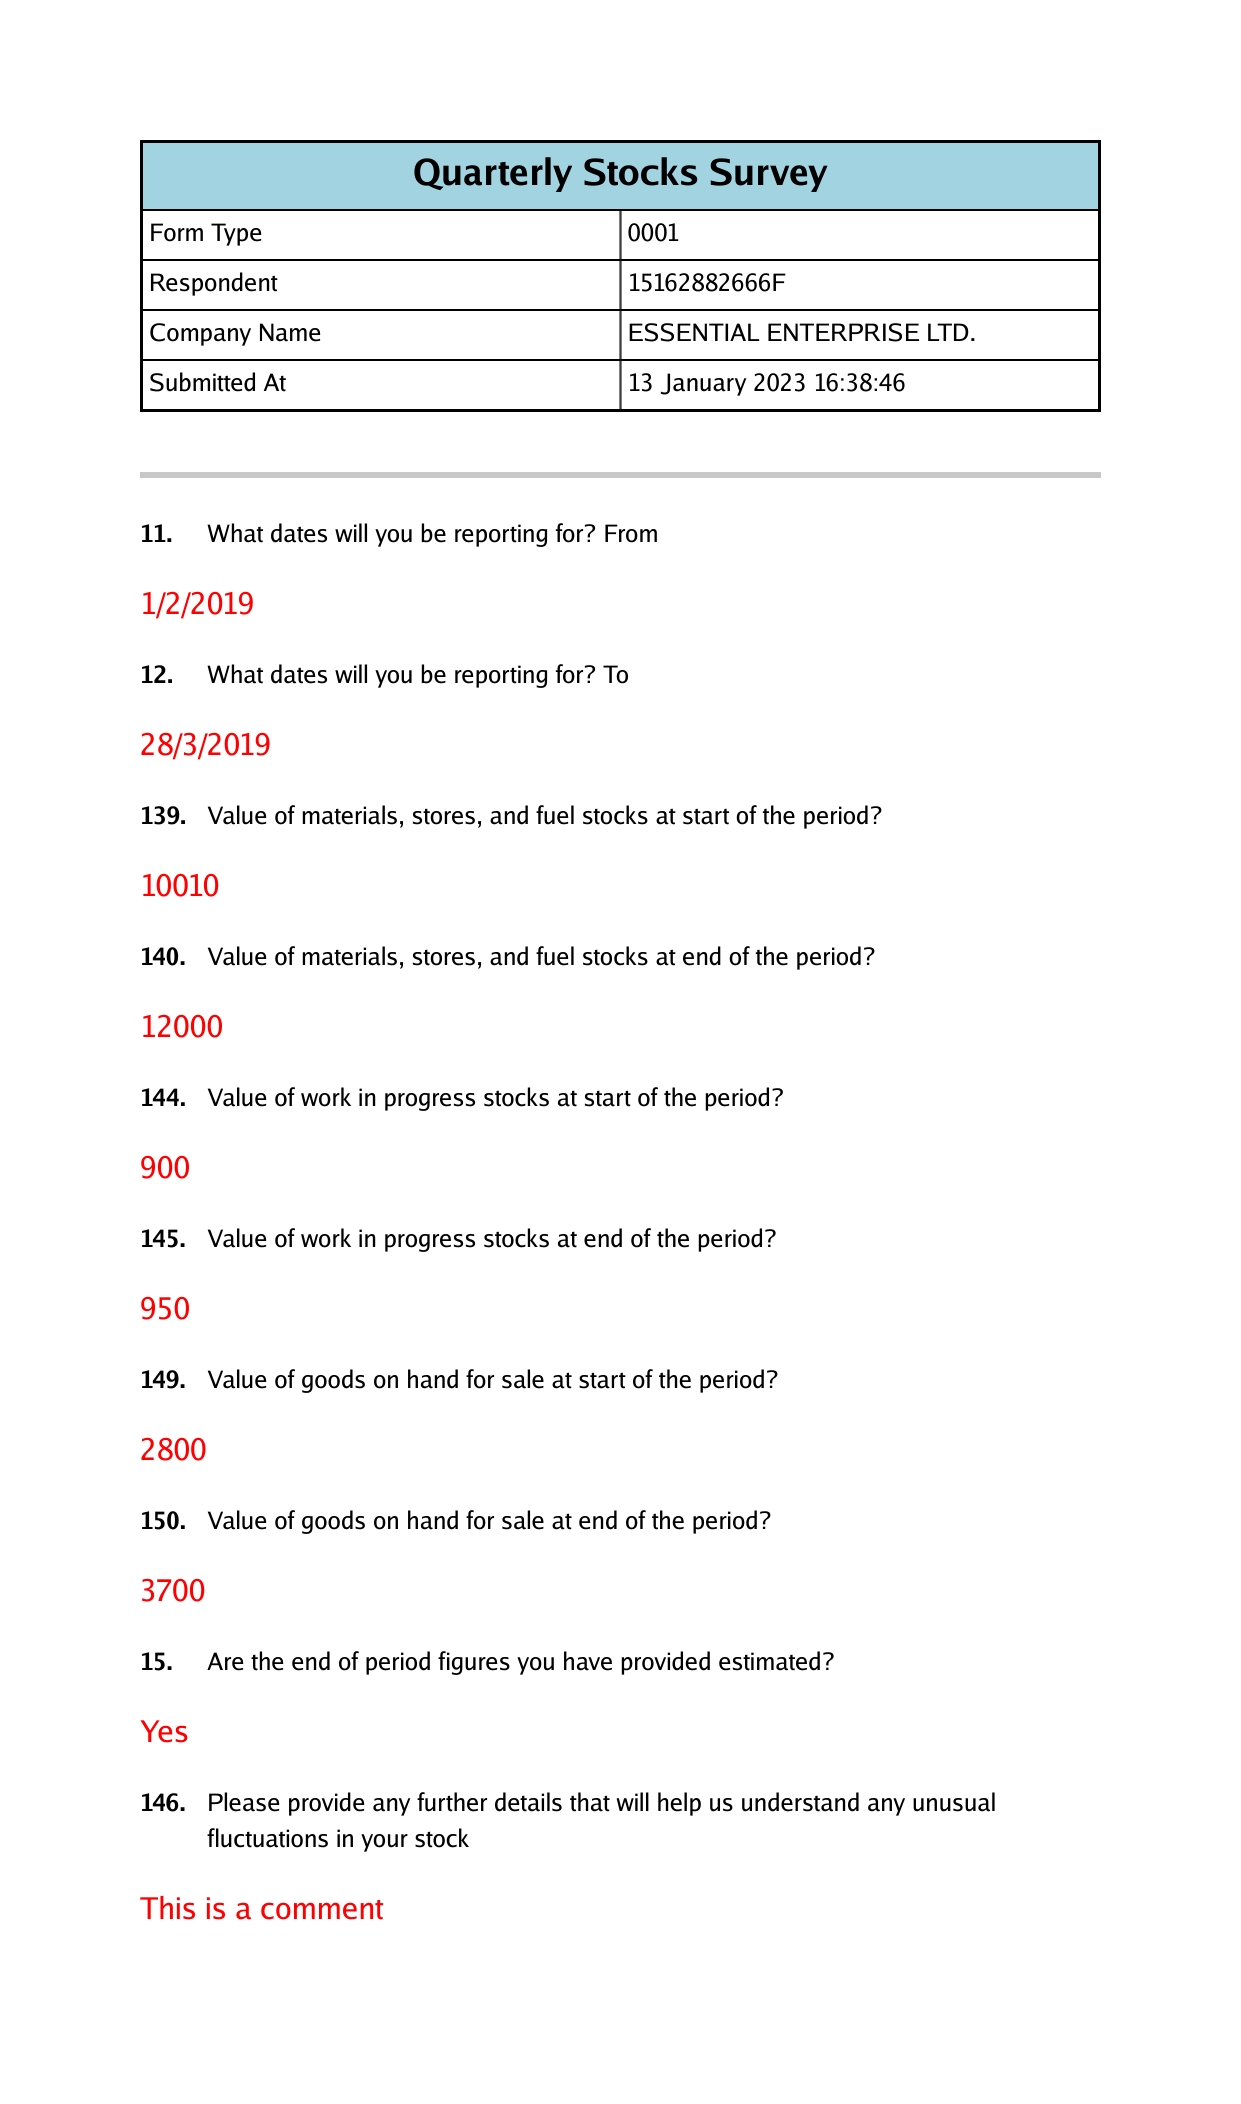 Quarterly Stocks Survey
Form Type 0001
Respondent 15162882666F
Company Name ESSENTIAL ENTERPRISE LTD.
Submitted At 13 January 2023 16:38:46
11. What dates will you be reporting for? From
1/2/2019
12. What dates will you be reporting for? To
28/3/2019
139. Value of materials, stores, and fuel stocks at start of the period?
10010
140. Value of materials, stores, and fuel stocks at end of the period?
12000
144. Value of work in progress stocks at start of the period?
900
145. Value of work in progress stocks at end of the period?
950
149. Value of goods on hand for sale at start of the period?
2800
150. Value of goods on hand for sale at end of the period?
3700
15. Are the end of period figures you have provided estimated?
Yes
146. Please provide any further details that will help us understand any unusual
fluctuations in your stock
This is a comment